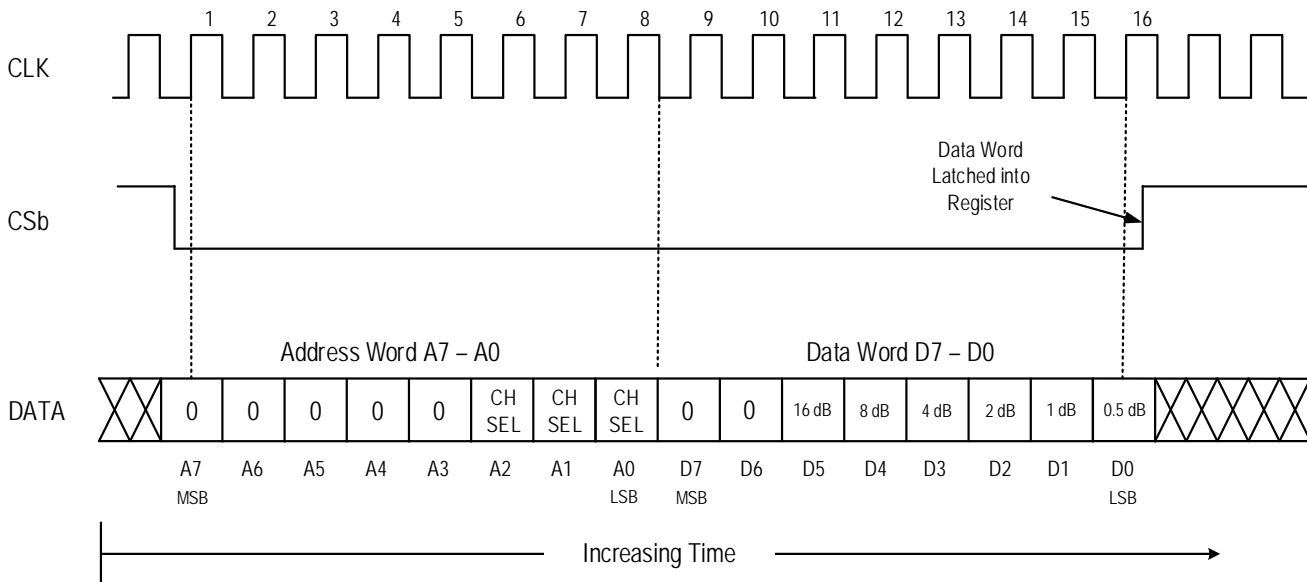 1 2 3 4 5 6 7 8 9 10 11 12 13 14 15 16
CLK
Data Word
Latched into
Register
CSb
Address Word A7 – A0
Data Word D7 – D0
DATA
0 0 0 0 0 CH SEL CH SEL CH SEL 0 0 16 dB 8 dB 4 dB 2 dB 1 dB 0.5 dB
A7 A6 A5 A4 A3 A2 A1 A0 D7 D6 D5 D4 D3 D2 D1 D0
MSB LSB MSB LSB
Increasing Time